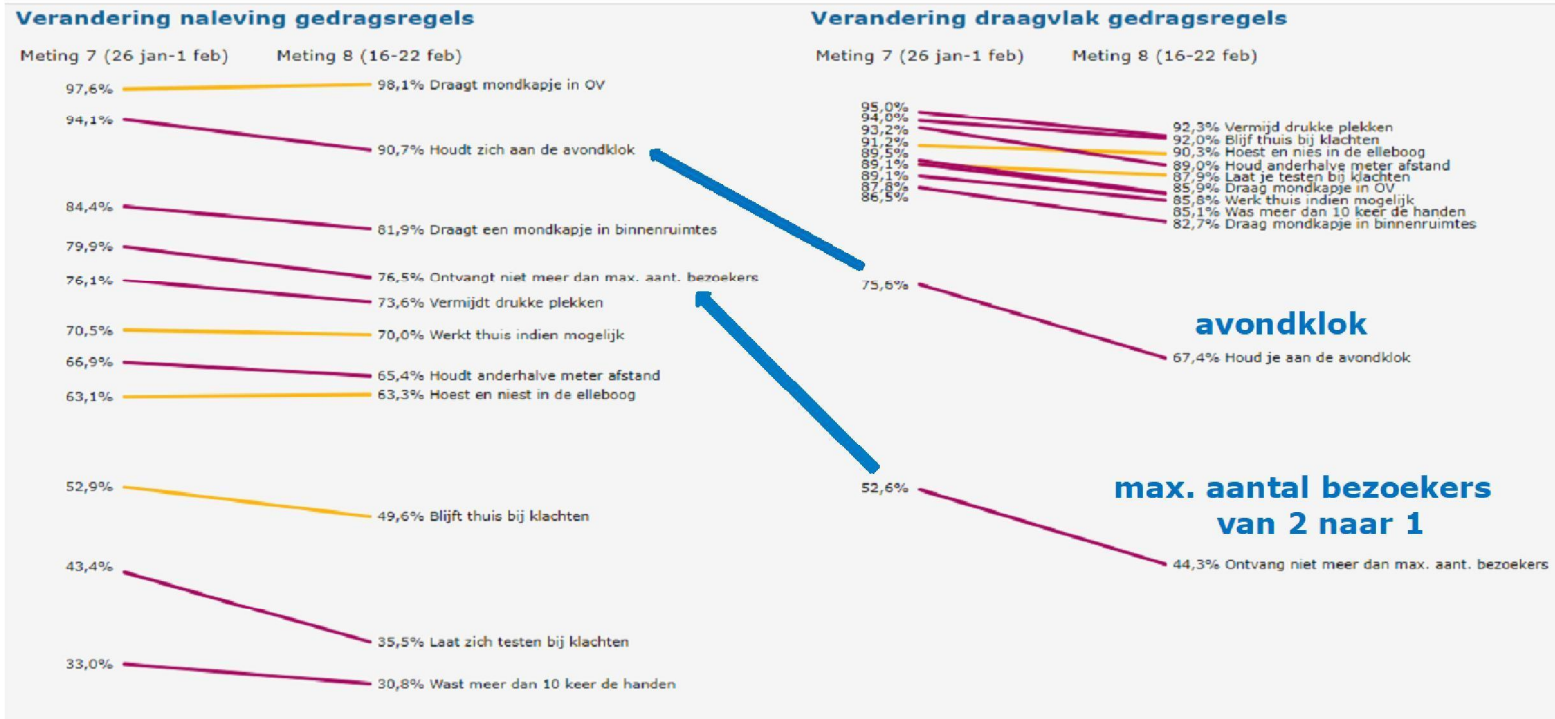 Verandering naleving gedragsregels
Meting 7 (26 jan-1 feb) Meting 8 (16-22 feb)
97,6% 98,1% Draagt mondkapje in OV
94,1% 90,7% Houdt zich aan de avondklok
84,4% 81,9% Draagt een mondkapje in binnenruimtes
79,9% 76,5% Ontvangt niet meer dan max. aant. bezoekers
76,1% 73,6% Vermijdt drukke plekken
70,5% 70,0% Werkt thuis indien mogelijk
66,9% 65,4% Houdt anderhalve meter afstand
63,1% 63,3% Hoest en niest in de elleboog
52,9% 49,6% Blijft thuis bij klachten
43,4% 35,5% Laat zich testen bij klachten
33,0% 30,8% Wast meer dan 10 keer de handen
Verandering draagvlak gedragsregels
Meting 7 (26 jan-1 feb) Meting 8 (16-22 feb)
95,0%
94,0%
93,2%
91,2%
89,5%
89,1%
89,1%
87,8%
86,5%
92,3% Vermijd drukke plekken
92,0% Blijf thuis bij klachten
90,3% Hoest en nies in de elleboog
89,0% Houd anderhalve meter afstand
87,9% Laat je testen bij klachten
85,9% Draag mondkapje in OV
85,8% Werk thuis indien mogelijk
85,1% Was meer dan 10 keer de handen
82,7% Draag mondkapje in binnenruimtes
75,6%
avondklok
67,4% Houd je aan de avondklok
52,6%
max. aantal bezoekers
van 2 naar 1
44,3% Ontvang niet meer dan max. aant. bezoekers